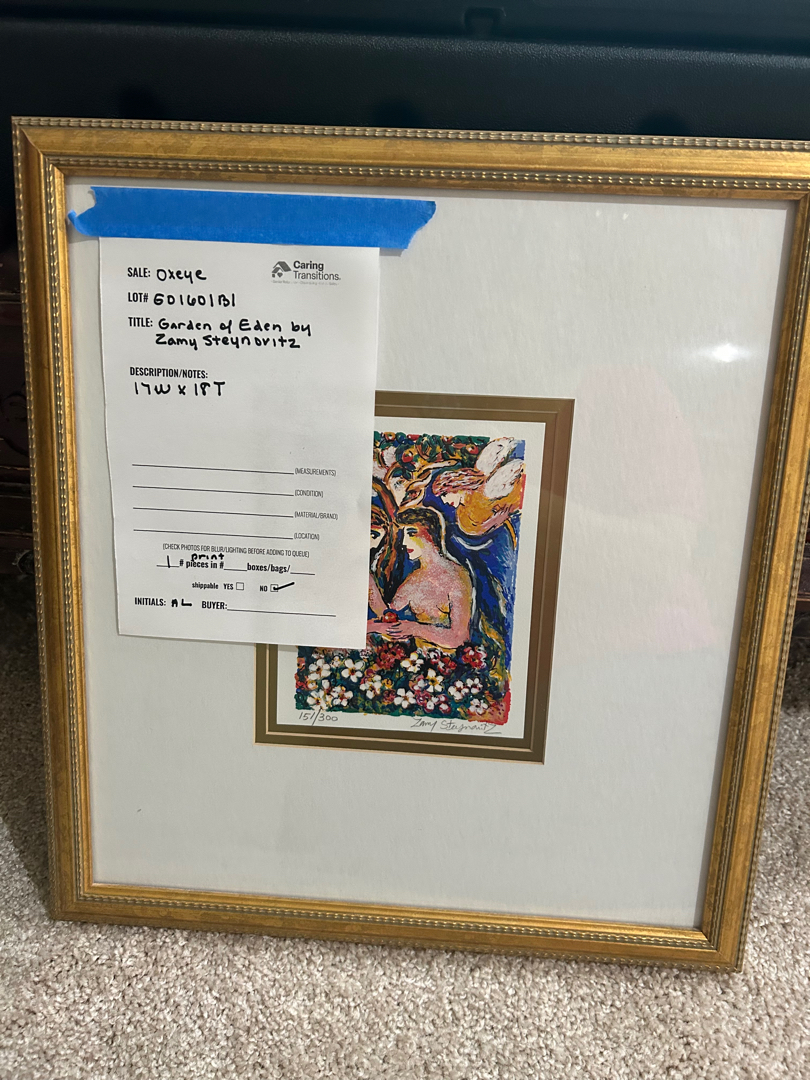 Caring
Transitions.
SALE: Oxeye
LOT# 601601B1
TITLE: Garden of Eden by
Zamy Steynovitz
DESCRIPTION/NOTES:
17W x 18T
(MEASUREMENTS)
(CONDITION)
(MATERIAL/BRAND)
(LOCATION)
(CHECK PHOTOS FOR BLUR/LIGHTING BEFORE ADDING TO QUEUE)
print
1 # pieces in # boxes/bags/
shippable YES NO
INITIALS: AL BUYER:
151/300
Zamy Steynovitz